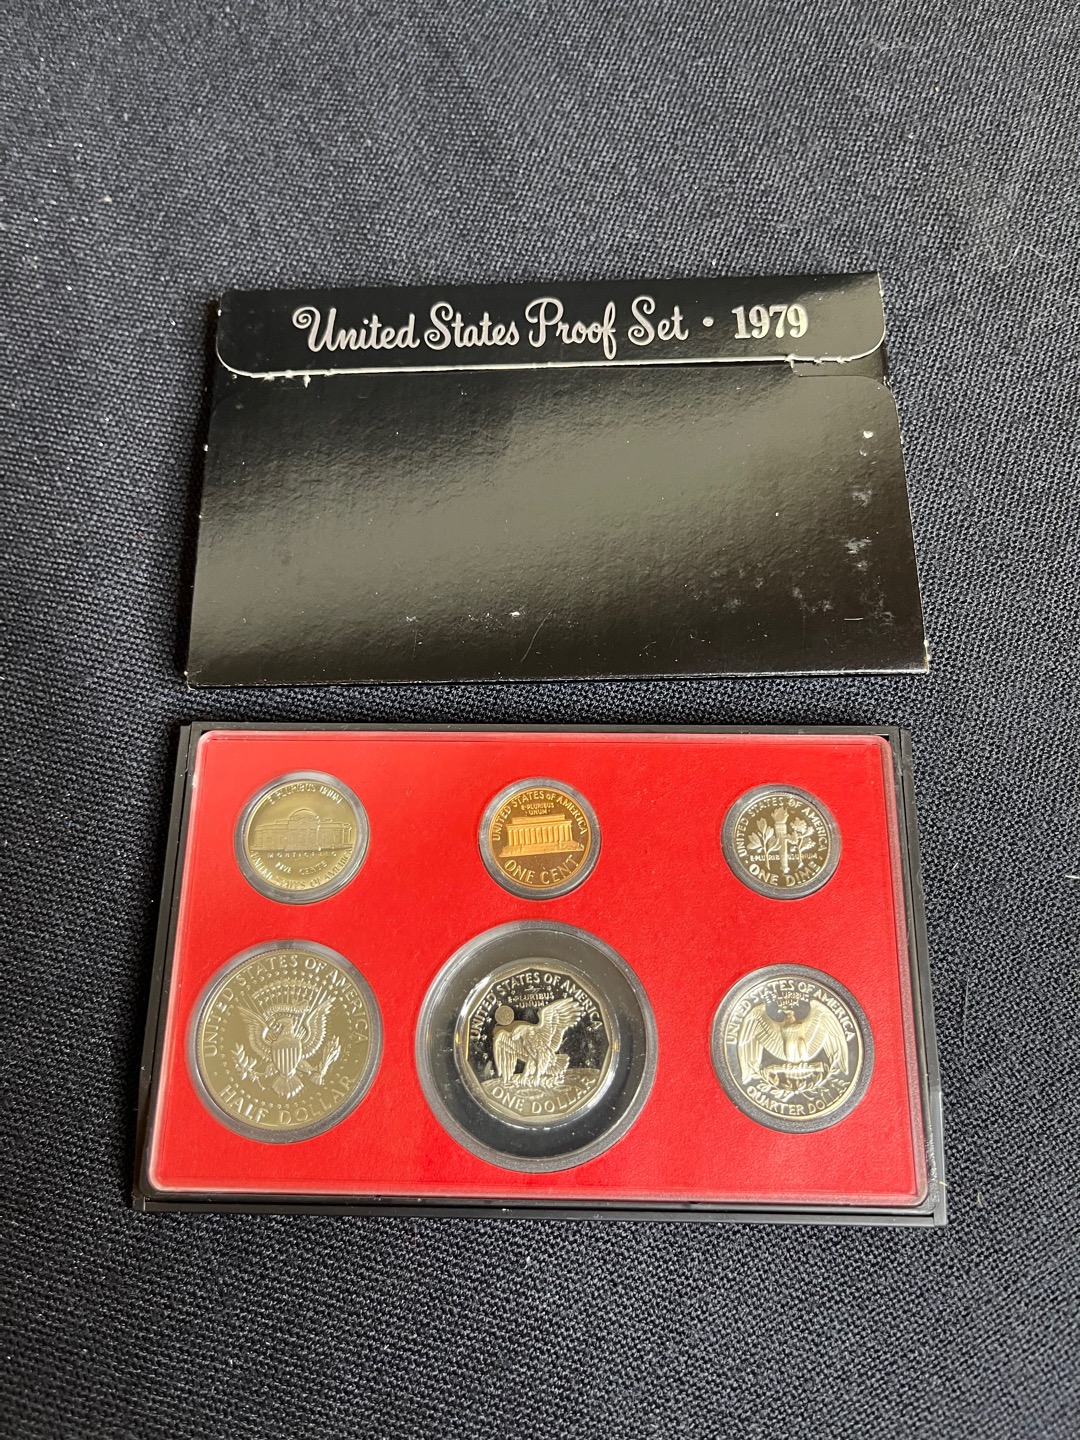 United States Proof Set • 1979
E·PLURIBUS UNUM
MONTICELLO
FIVE CENTS
UNITED STATES OF AMERICA
UNITED STATES OF AMERICA
E·PLURIBUS
·UNUM·
ONE CENT
UNITED STATES OF AMERICA
E·PLURIBUS UNUM·
·ONE DIME·
UNITED STATES OF AMERICA
·HALF DOLLAR·
UNITED STATES OF AMERICA
E·PLURIBUS
·UNUM·
ONE DOLLAR
UNITED STATES OF AMERICA
E·PLURIBUS
UNUM
QUARTER DOLLAR